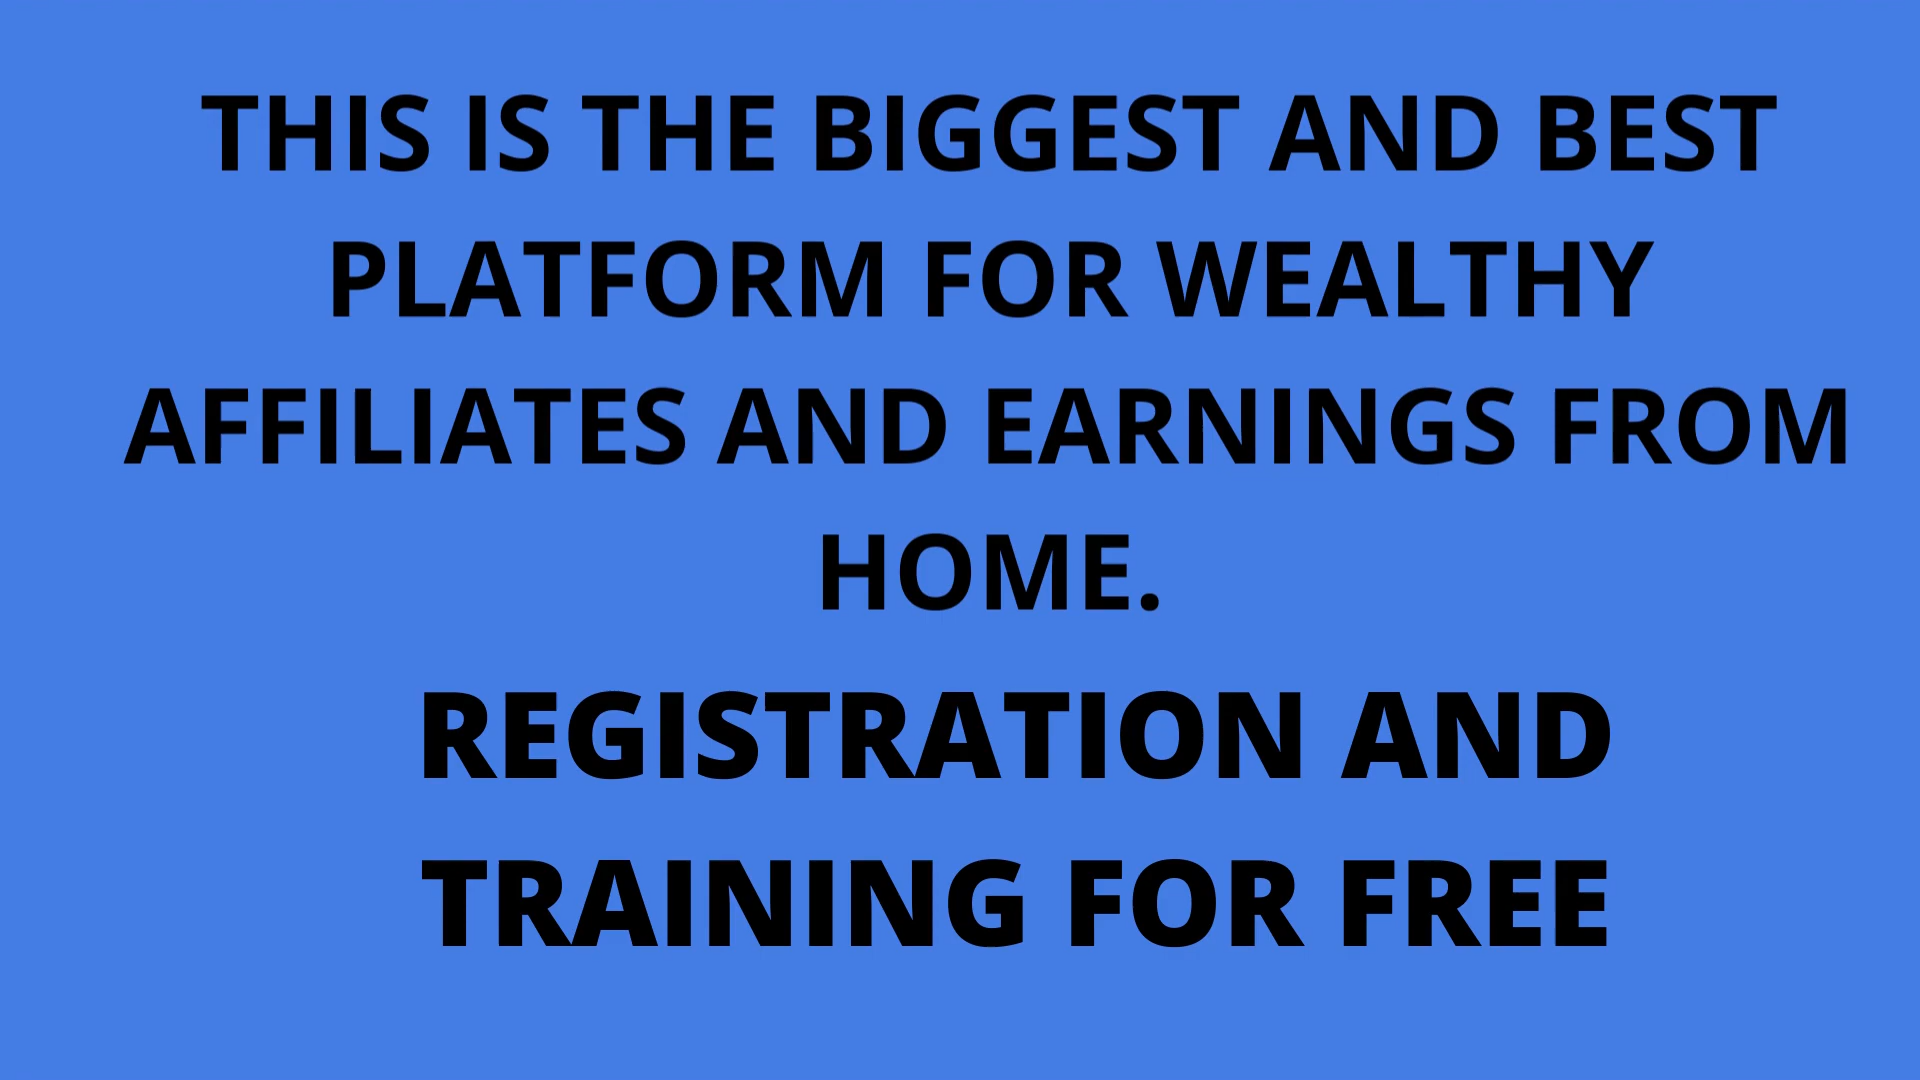 THIS IS THE BIGGEST AND BEST
PLATFORM FOR WEALTHY
AFFILIATES AND EARNINGS FROM
HOME.
REGISTRATION AND
TRAINING FOR FREE